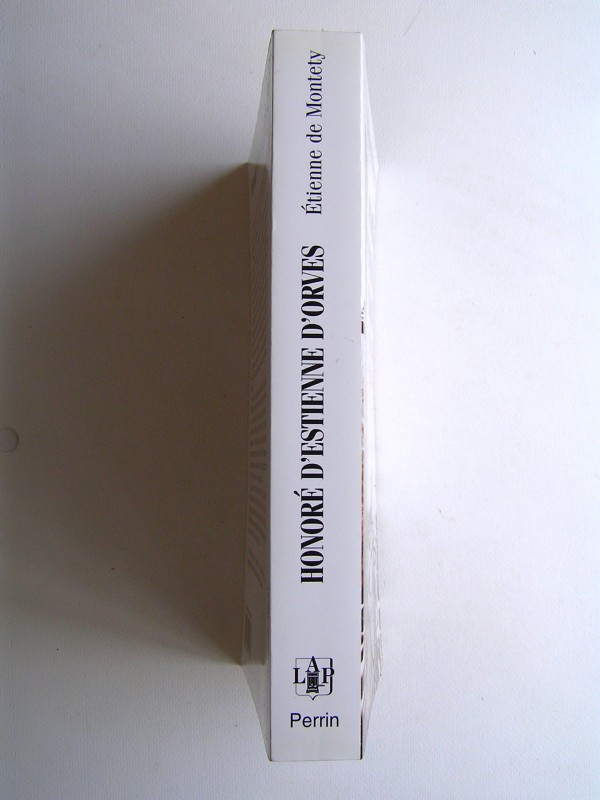 Étienne de Montety
HONORÉ D'ESTIENNE D'ORVES
LAP
Perrin